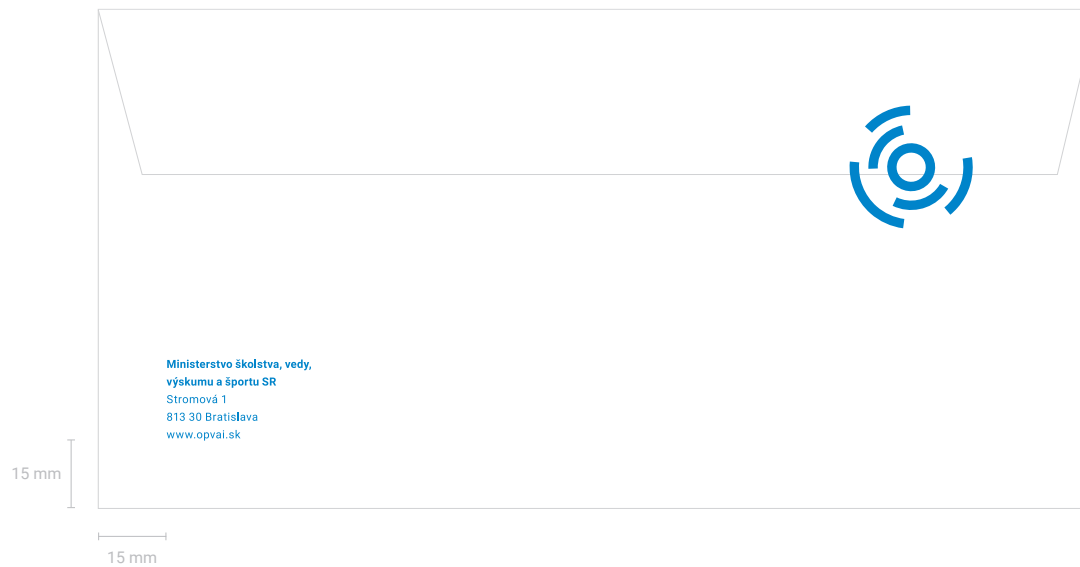 Ministerstvo školstva, vedy,
výskumu a športu SR
Stromová 1
813 30 Bratislava
www.opvai.sk
15 mm
15 mm